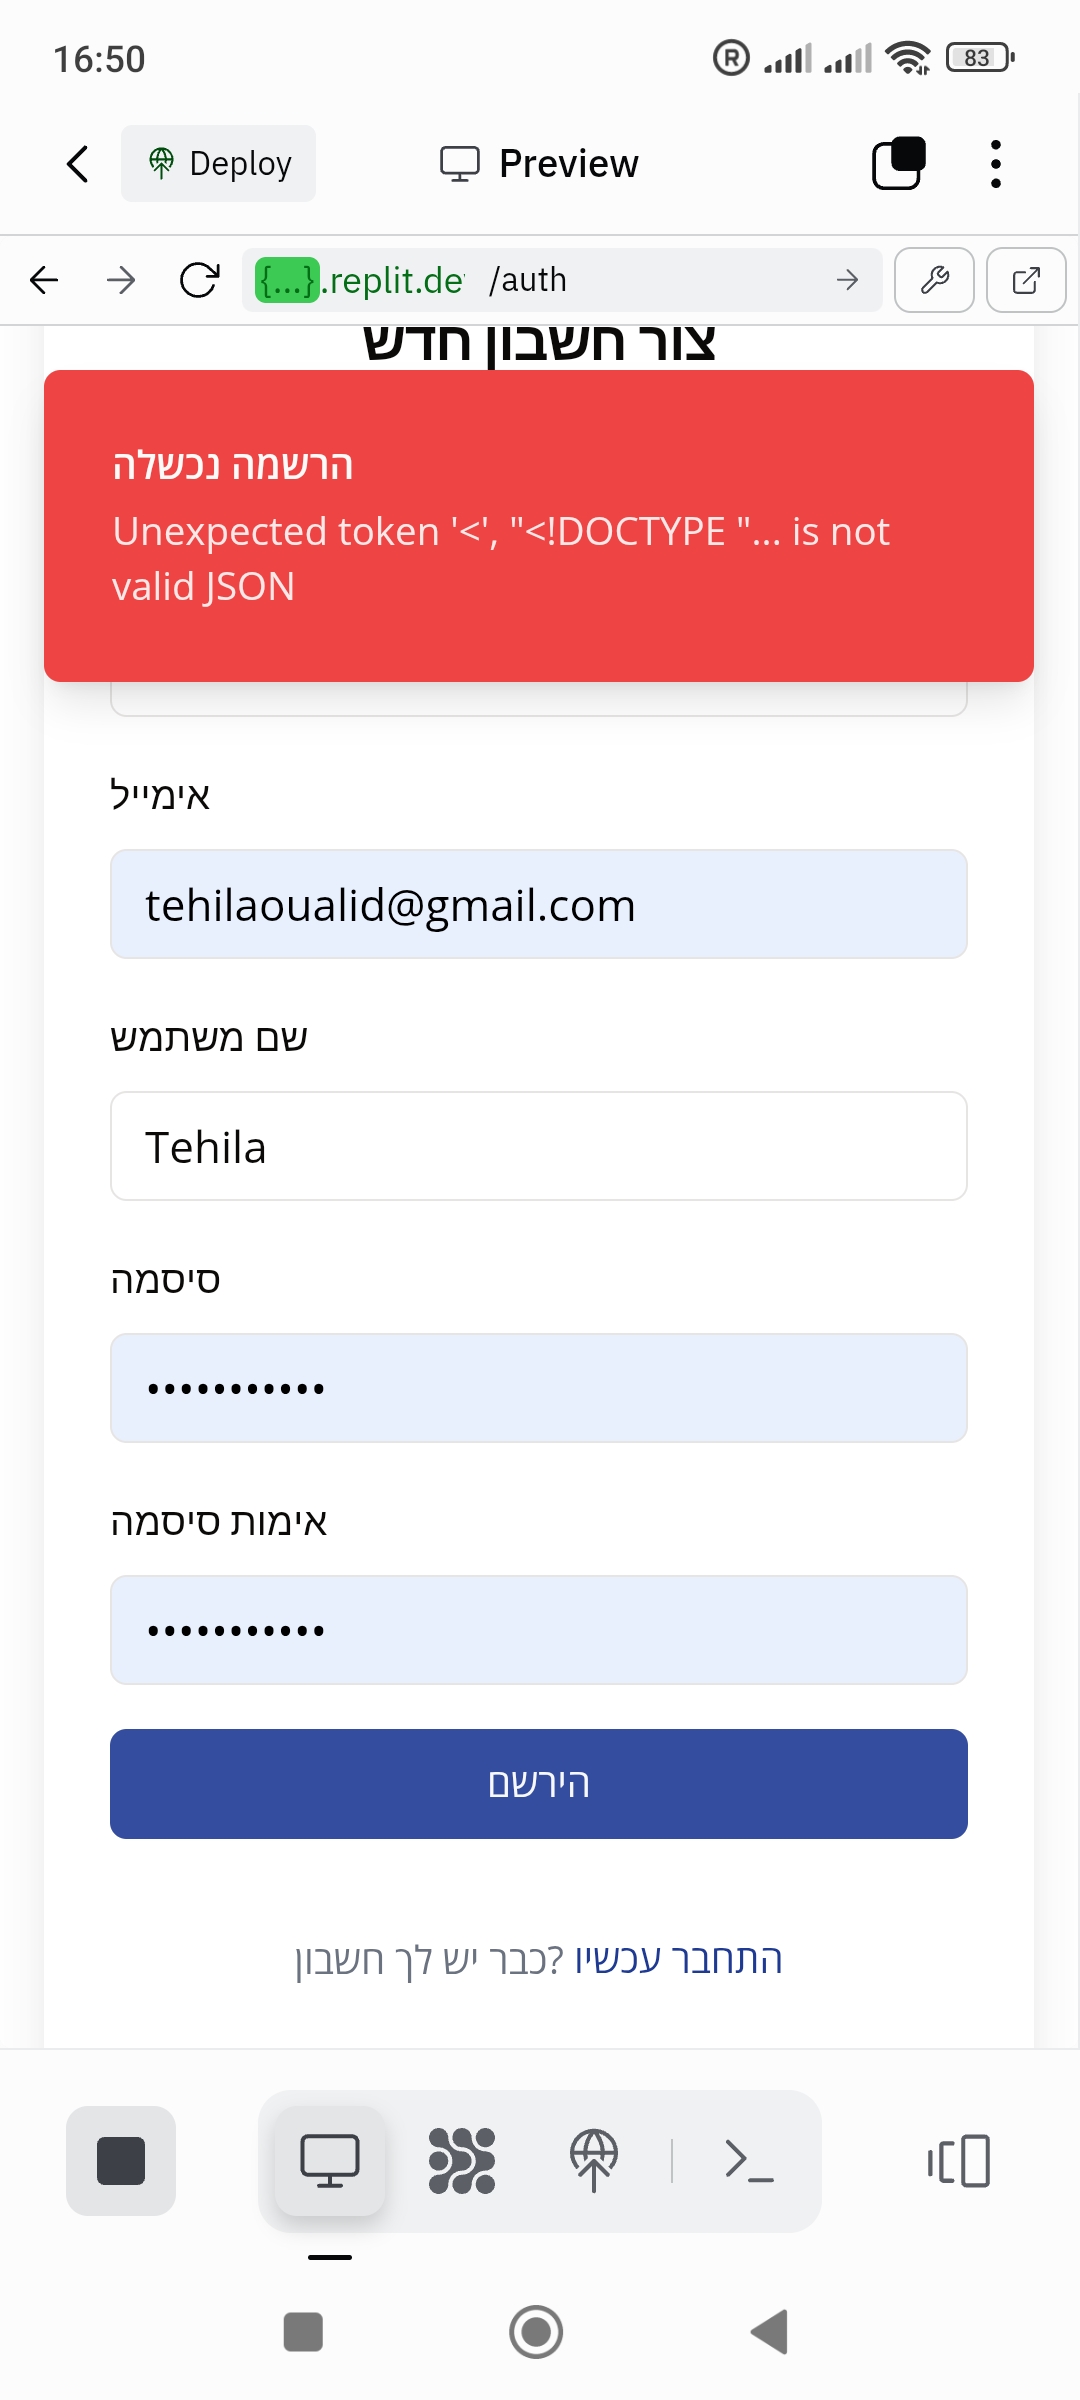 16:50
R
83
Deploy
Preview
{...}.replit.dev /auth
צור חשבון חדש
הרשמה נכשלה
Unexpected token '<', "<!DOCTYPE "... is not
valid JSON
אימייל
tehilaoualid@gmail.com
שם משתמש
Tehila
סיסמה
•••••••••••
אימות סיסמה
•••••••••••
הירשם
כבר יש לך חשבון? התחבר עכשיו